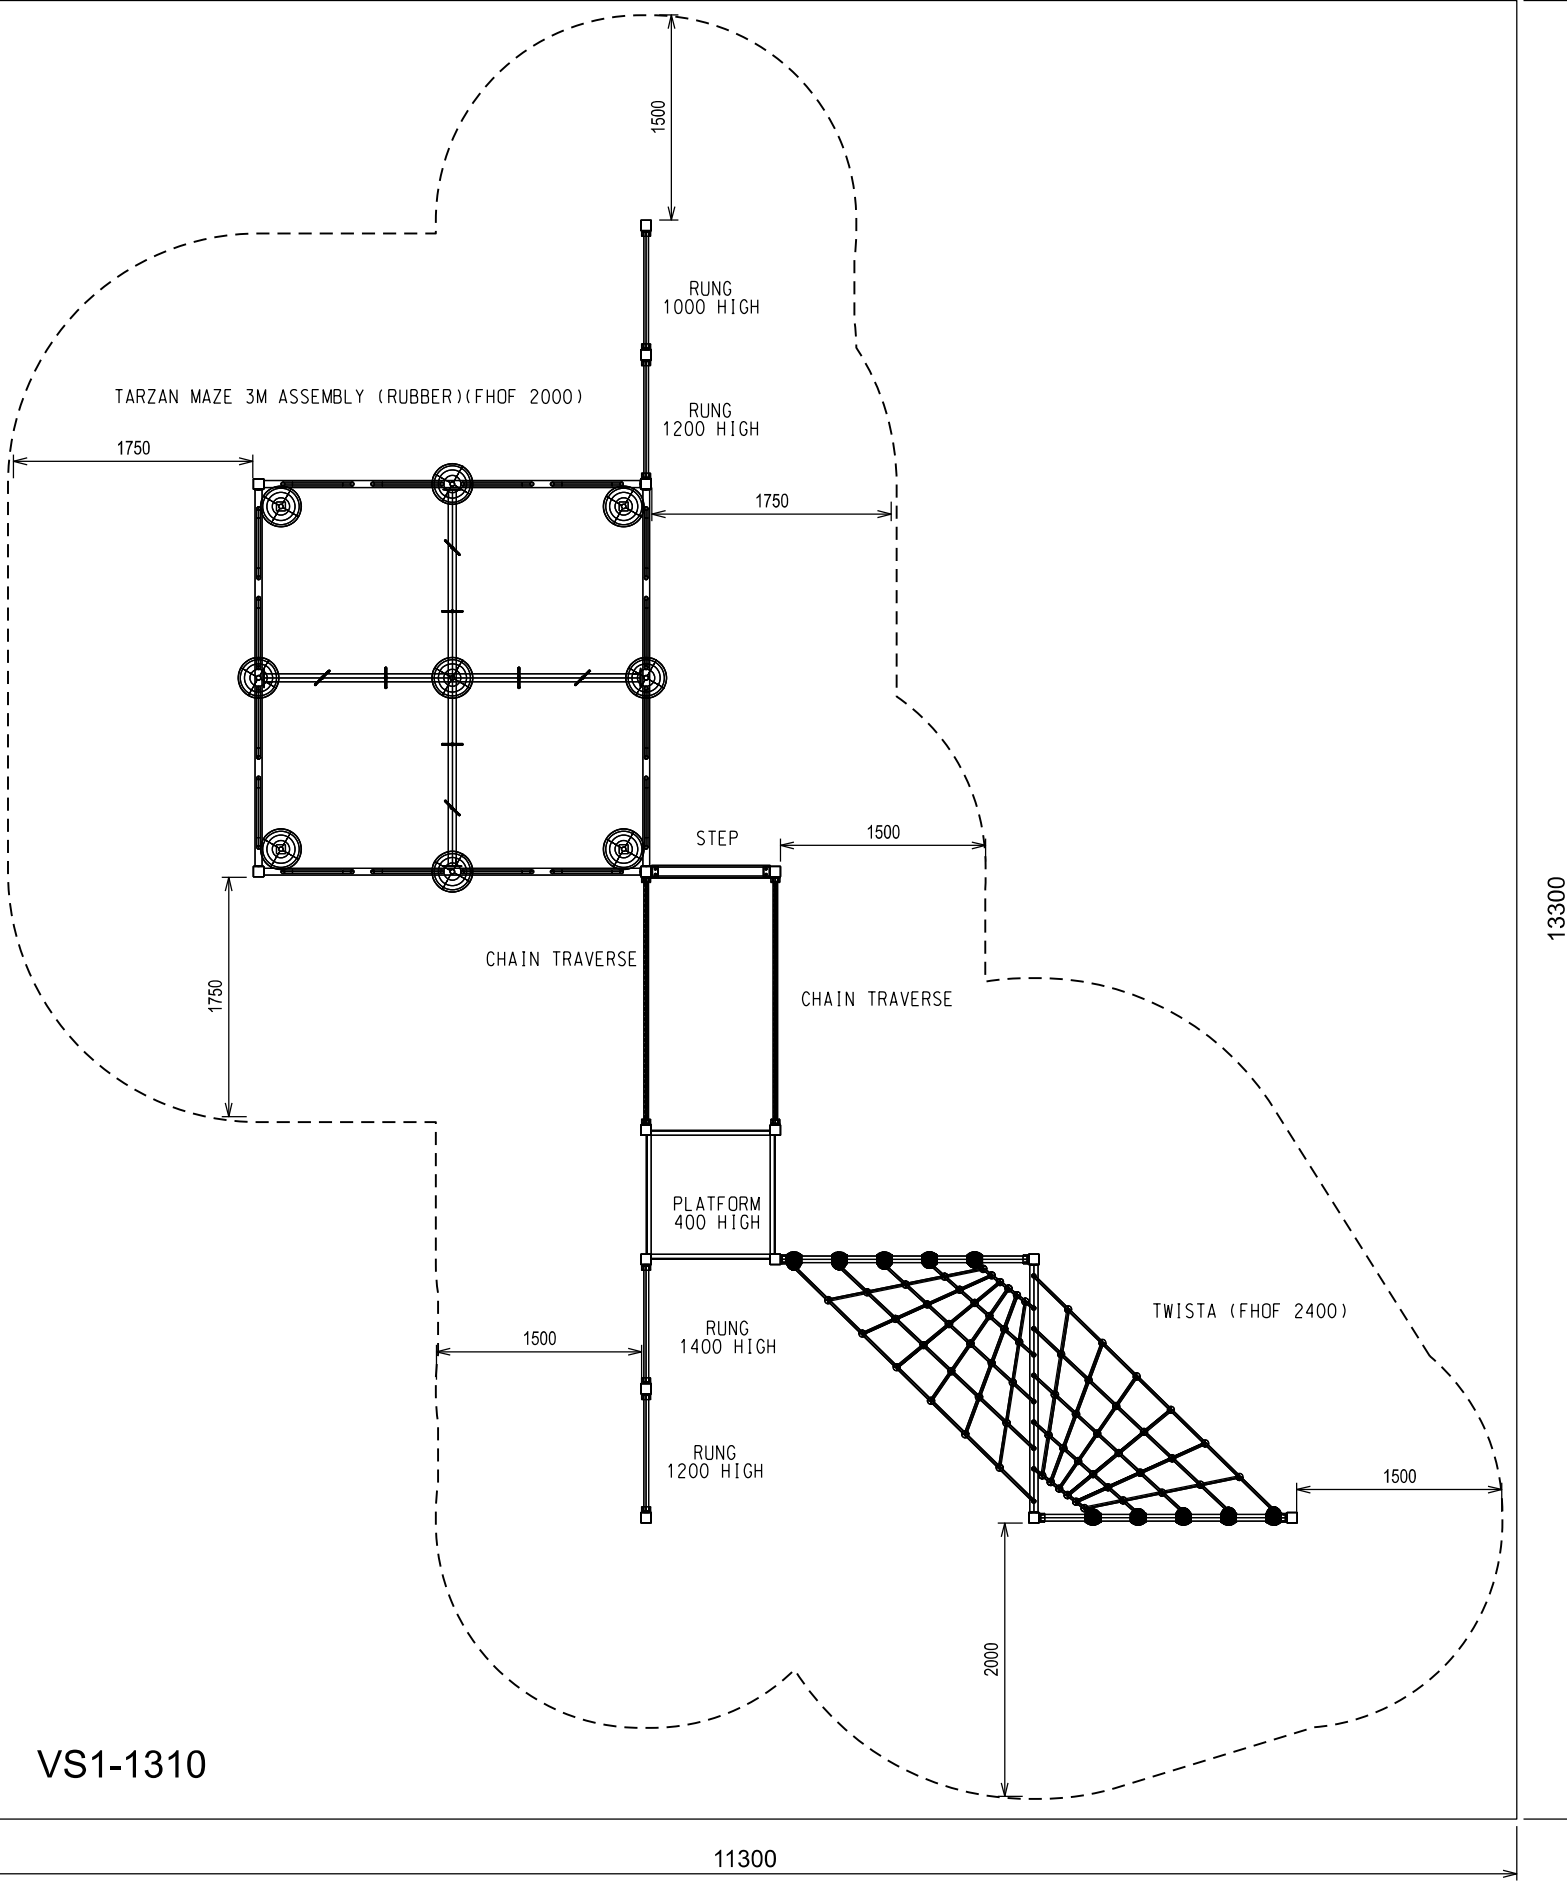 1500
RUNG
1000 HIGH
TARZAN MAZE 3M ASSEMBLY (RUBBER)(FHOF 2000)
RUNG
1200 HIGH
1750
1750
STEP
1500
13300
CHAIN TRAVERSE
1750
CHAIN TRAVERSE
PLATFORM
400 HIGH
TWISTA (FHOF 2400)
1500
RUNG
1400 HIGH
RUNG
1200 HIGH
1500
2000
VS1-1310
11300